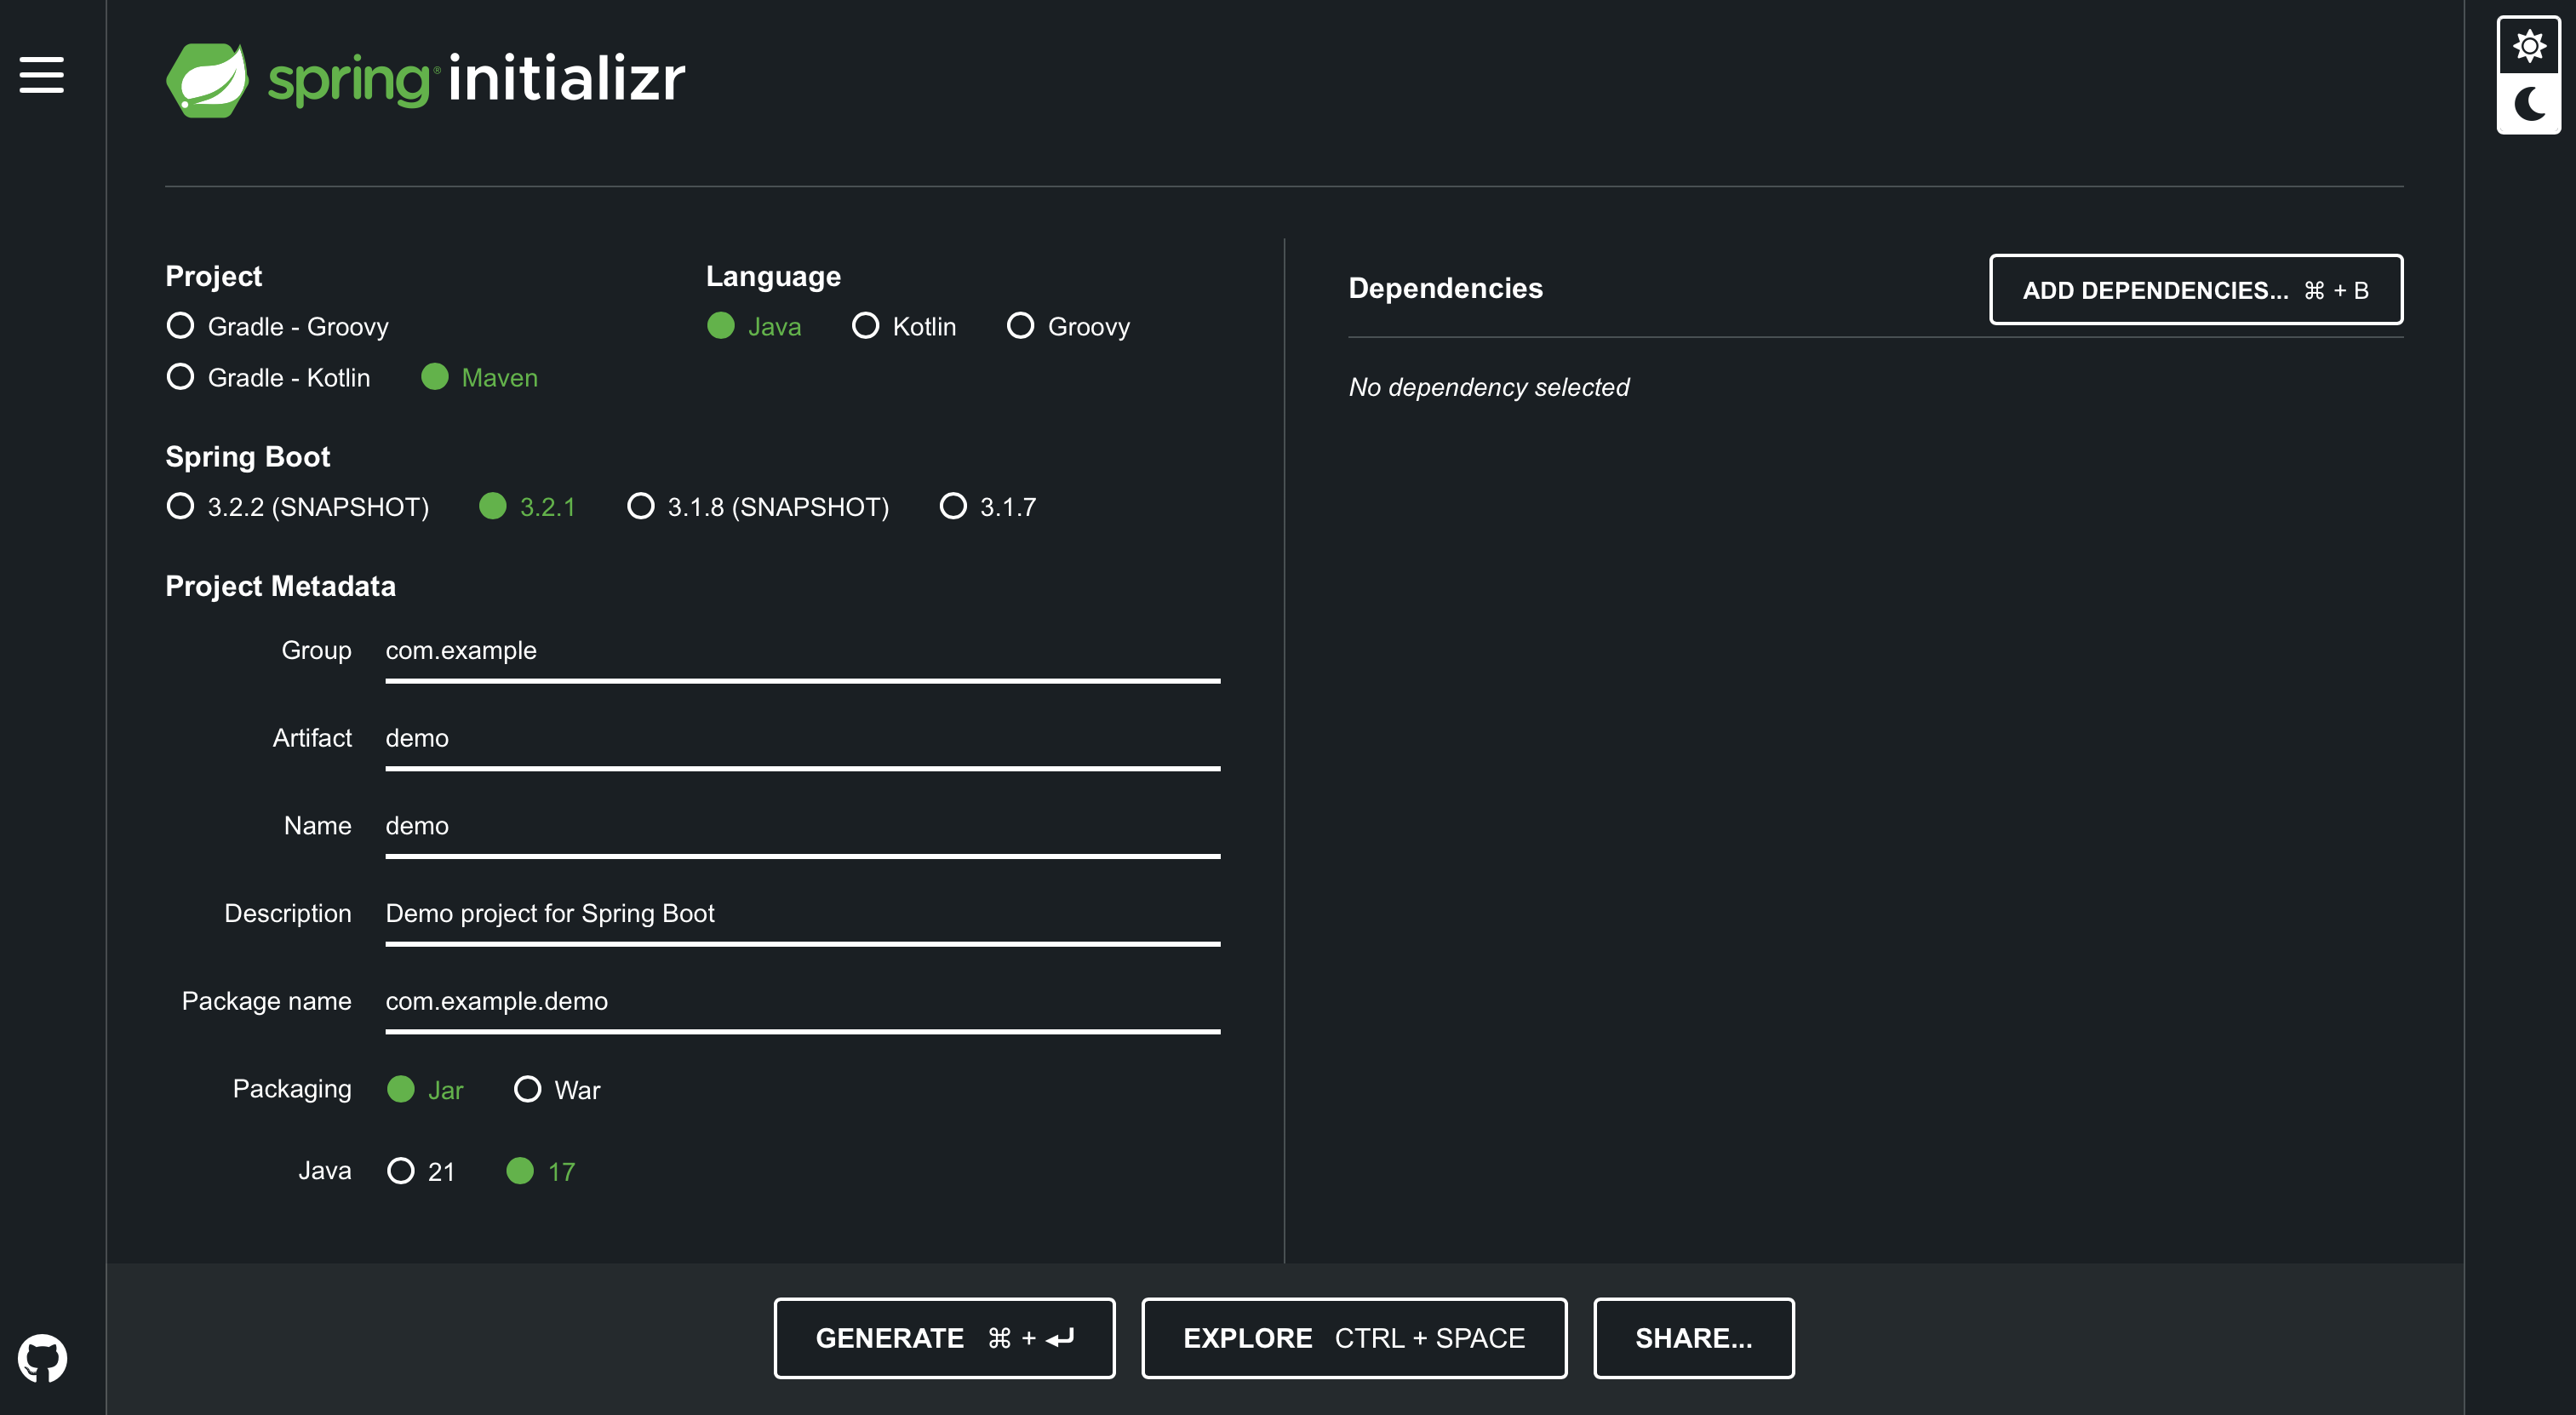 spring® initializr
Project
Gradle - Groovy
Gradle - Kotlin Maven
Language
Java Kotlin Groovy
Spring Boot
3.2.2 (SNAPSHOT) 3.2.1 3.1.8 (SNAPSHOT) 3.1.7
Project Metadata
Group com.example
Artifact demo
Name demo
Description Demo project for Spring Boot
Package name com.example.demo
Packaging Jar War
Java 21 17
Dependencies
ADD DEPENDENCIES... ⌘ + B
No dependency selected
GENERATE ⌘ + ⏎
EXPLORE CTRL + SPACE
SHARE...